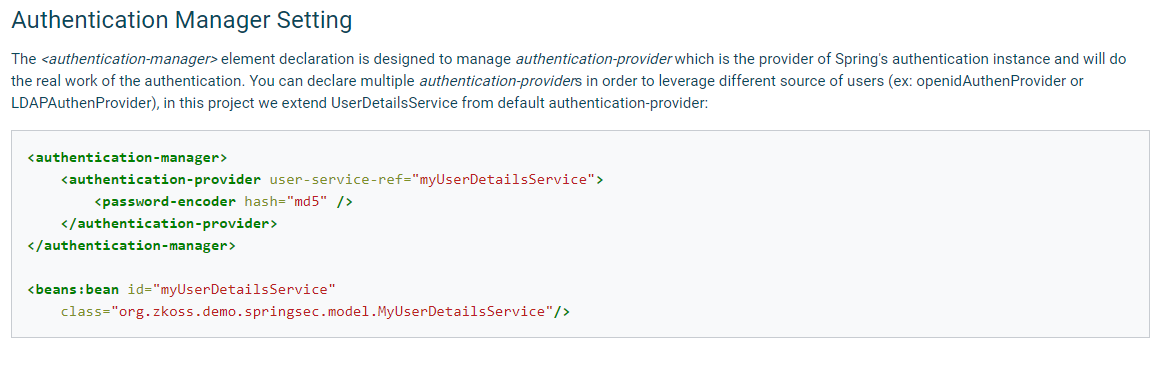 Authentication Manager Setting
The <authentication-manager> element declaration is designed to manage authentication-provider which is the provider of Spring's authentication instance and will do
the real work of the authentication. You can declare multiple authentication-providers in order to leverage different source of users (ex: openidAuthenProvider or
LDAPAuthenProvider), in this project we extend UserDetailsService from default authentication-provider:
<authentication-manager>
    <authentication-provider user-service-ref="myUserDetailsService">
        <password-encoder hash="md5" />
    </authentication-provider>
</authentication-manager>
<beans:bean id="myUserDetailsService"
    class="org.zkoss.demo.springsec.model.MyUserDetailsService"/>